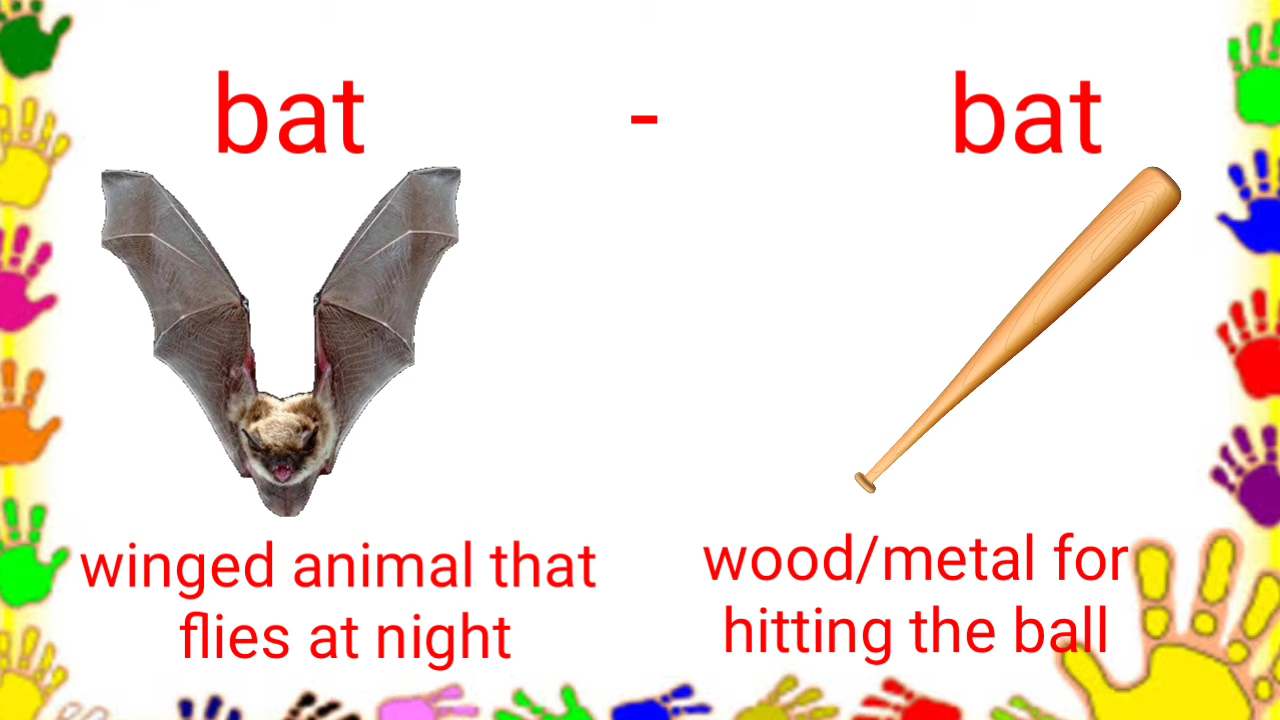 bat - bat
winged animal that
flies at night
wood/metal for
hitting the ball